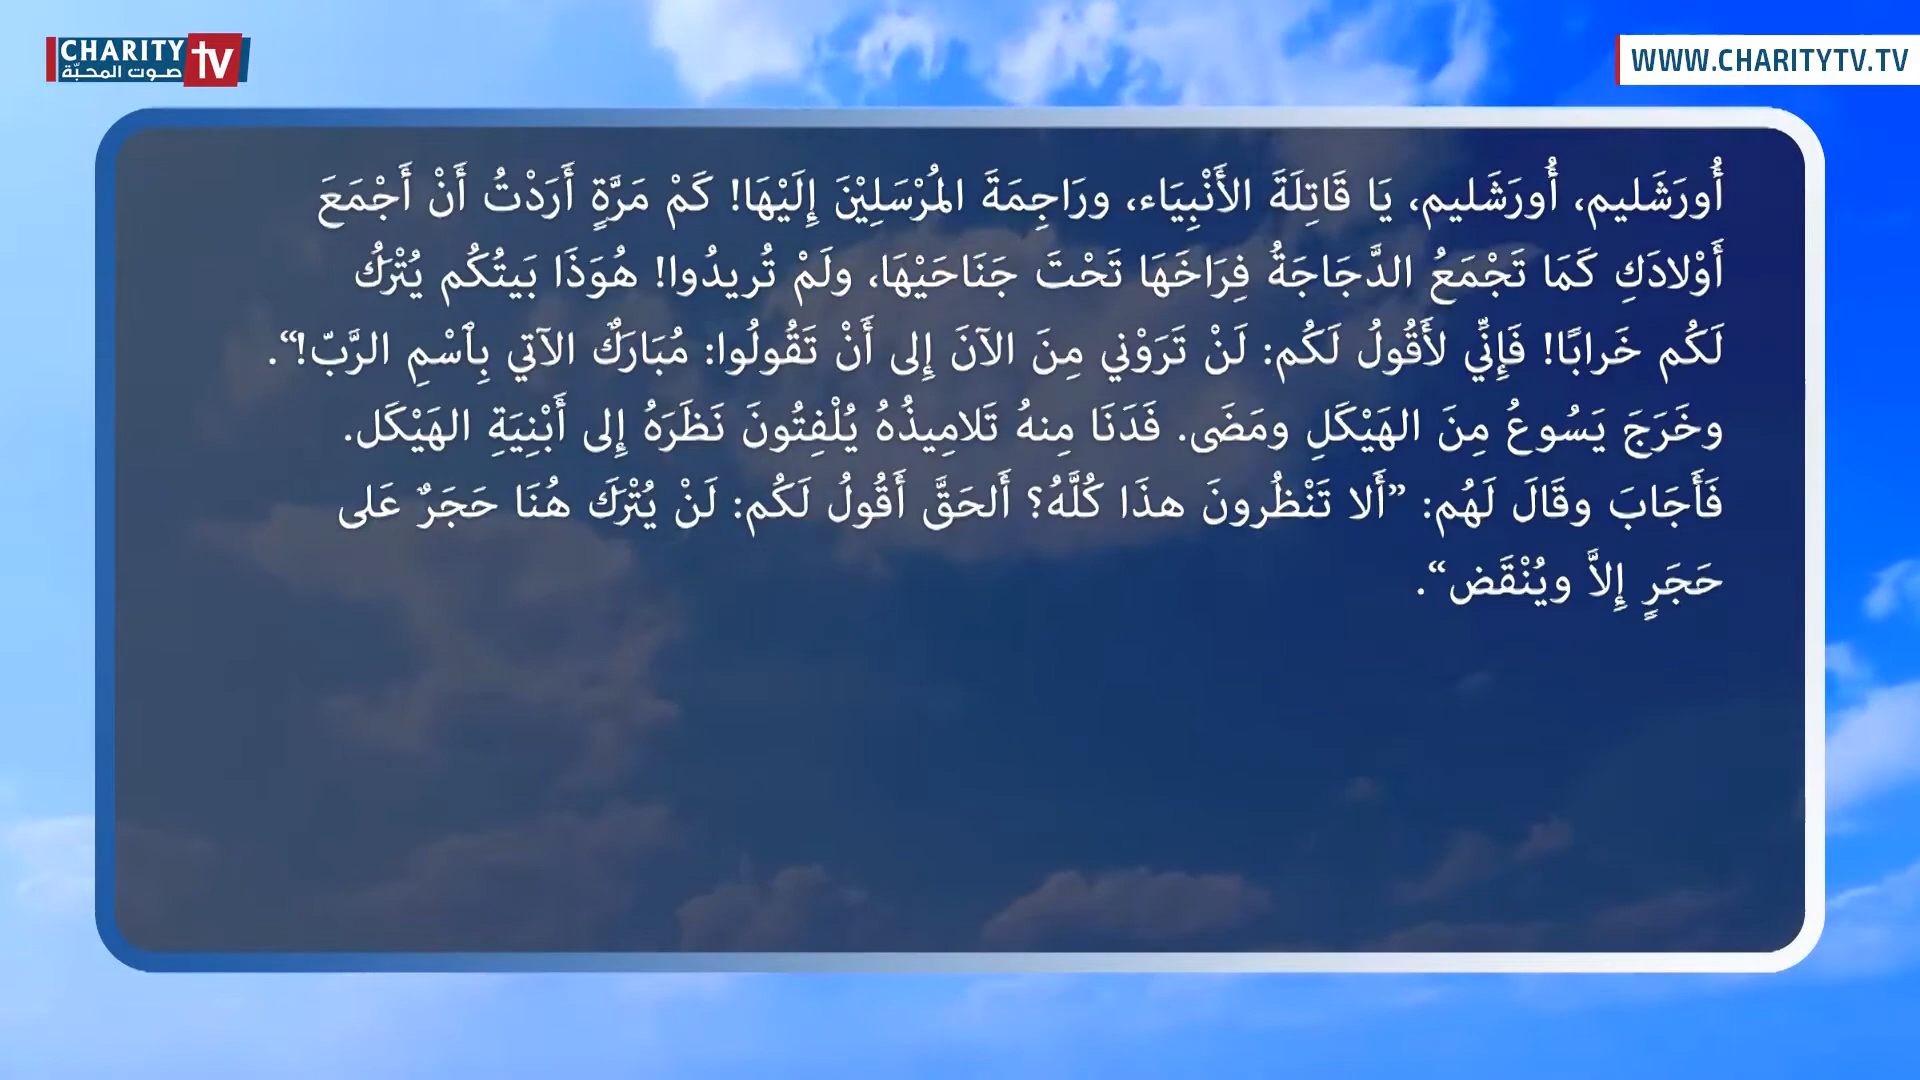 CHARITY tv
صوت المحبّة
WWW.CHARITYTV.TV
أُورَشَليم، أُورَشَليم، يَا قَاتِلَةَ الأَنْبِيَاء، ورَاجِمَةَ المُرْسَلِيْنَ إِلَيْهَا! كَمْ مَرَّةٍ أَرَدْتُ أَنْ أَجْمَعَ
أَوْلادَكِ كَمَا تَجْمَعُ الدَّجَاجَةُ فِرَاخَهَا تَحْتَ جَنَاحَيْهَا، ولَمْ تُريدُوا! هُوَذَا بَيتُكُم يُتْرَكُ
لَكُم خَرابًا! فَإِنِّي لأَقُولُ لَكُم: لَنْ تَرَوْني مِنَ الآنَ إِلى أَنْ تَقُولُوا: مُبَارَكٌ الآتي بِٱسْمِ الرَّبّ!“.
وخَرَجَ يَسُوعُ مِنَ الهَيْكَلِ ومَضَى. فَدَنَا مِنهُ تَلامِيذُهُ يُلْفِتُونَ نَظَرَهُ إِلى أَبْنِيَةِ الهَيْكَل.
فَأَجَابَ وقَالَ لَهُم: ”أَلا تَنْظُرونَ هذَا كُلَّهُ؟ أَلحَقَّ أَقُولُ لَكُم: لَنْ يُتْرَكَ هُنَا حَجَرٌ عَلى
حَجَرٍ إِلاَّ ويُنْقَض“.